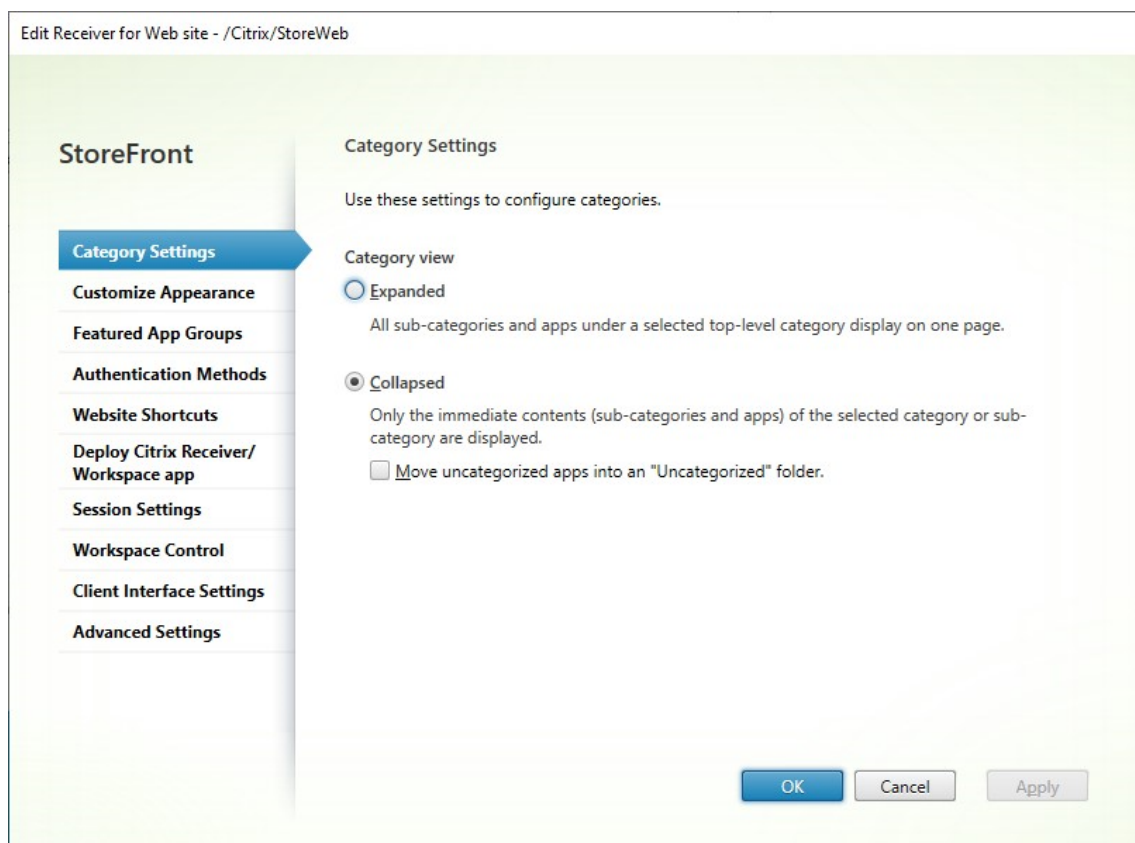 Edit Receiver for Web site - /Citrix/StoreWeb
StoreFront
Category Settings
Customize Appearance
Featured App Groups
Authentication Methods
Website Shortcuts
Deploy Citrix Receiver/
Workspace app
Session Settings
Workspace Control
Client Interface Settings
Advanced Settings
Category Settings
Use these settings to configure categories.
Category view
Expanded
All sub-categories and apps under a selected top-level category display on one page.
Collapsed
Only the immediate contents (sub-categories and apps) of the selected category or sub-
category are displayed.
Move uncategorized apps into an "Uncategorized" folder.
OK
Cancel
Apply